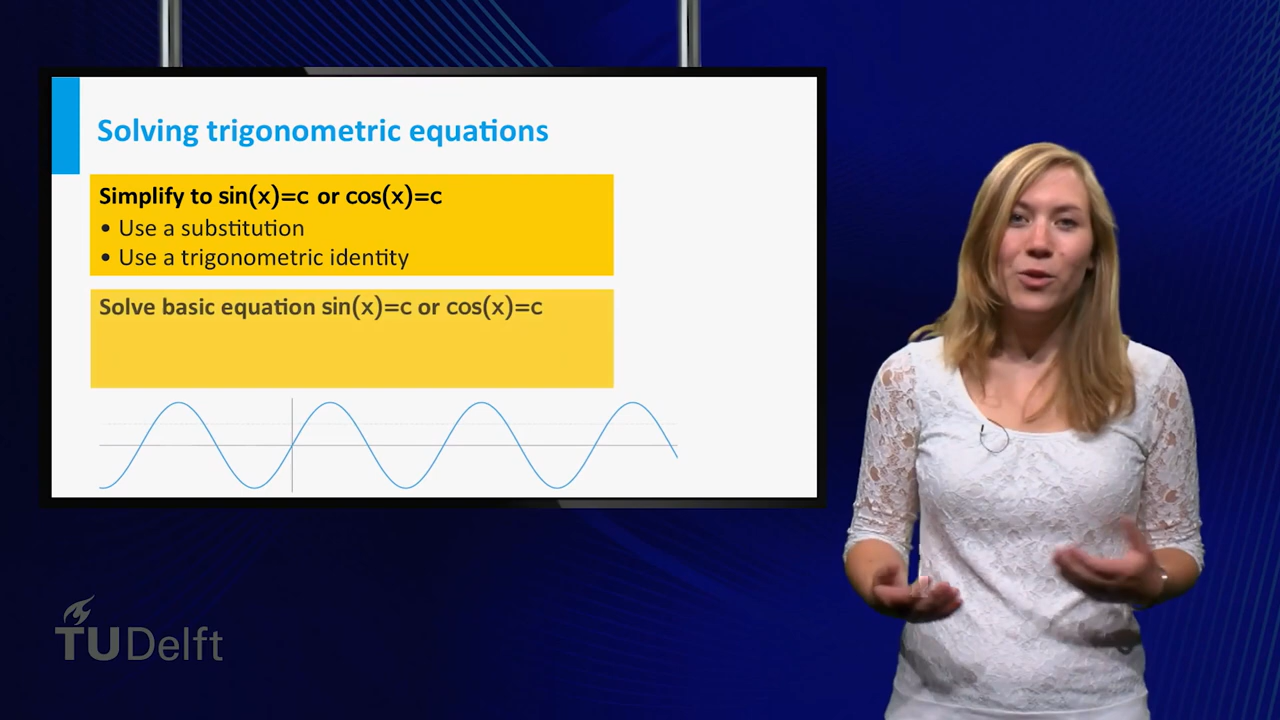 Solving trigonometric equations
Simplify to sin(x)=c or cos(x)=c
• Use a substitution
• Use a trigonometric identity
Solve basic equation sin(x)=c or cos(x)=c
TUDelft